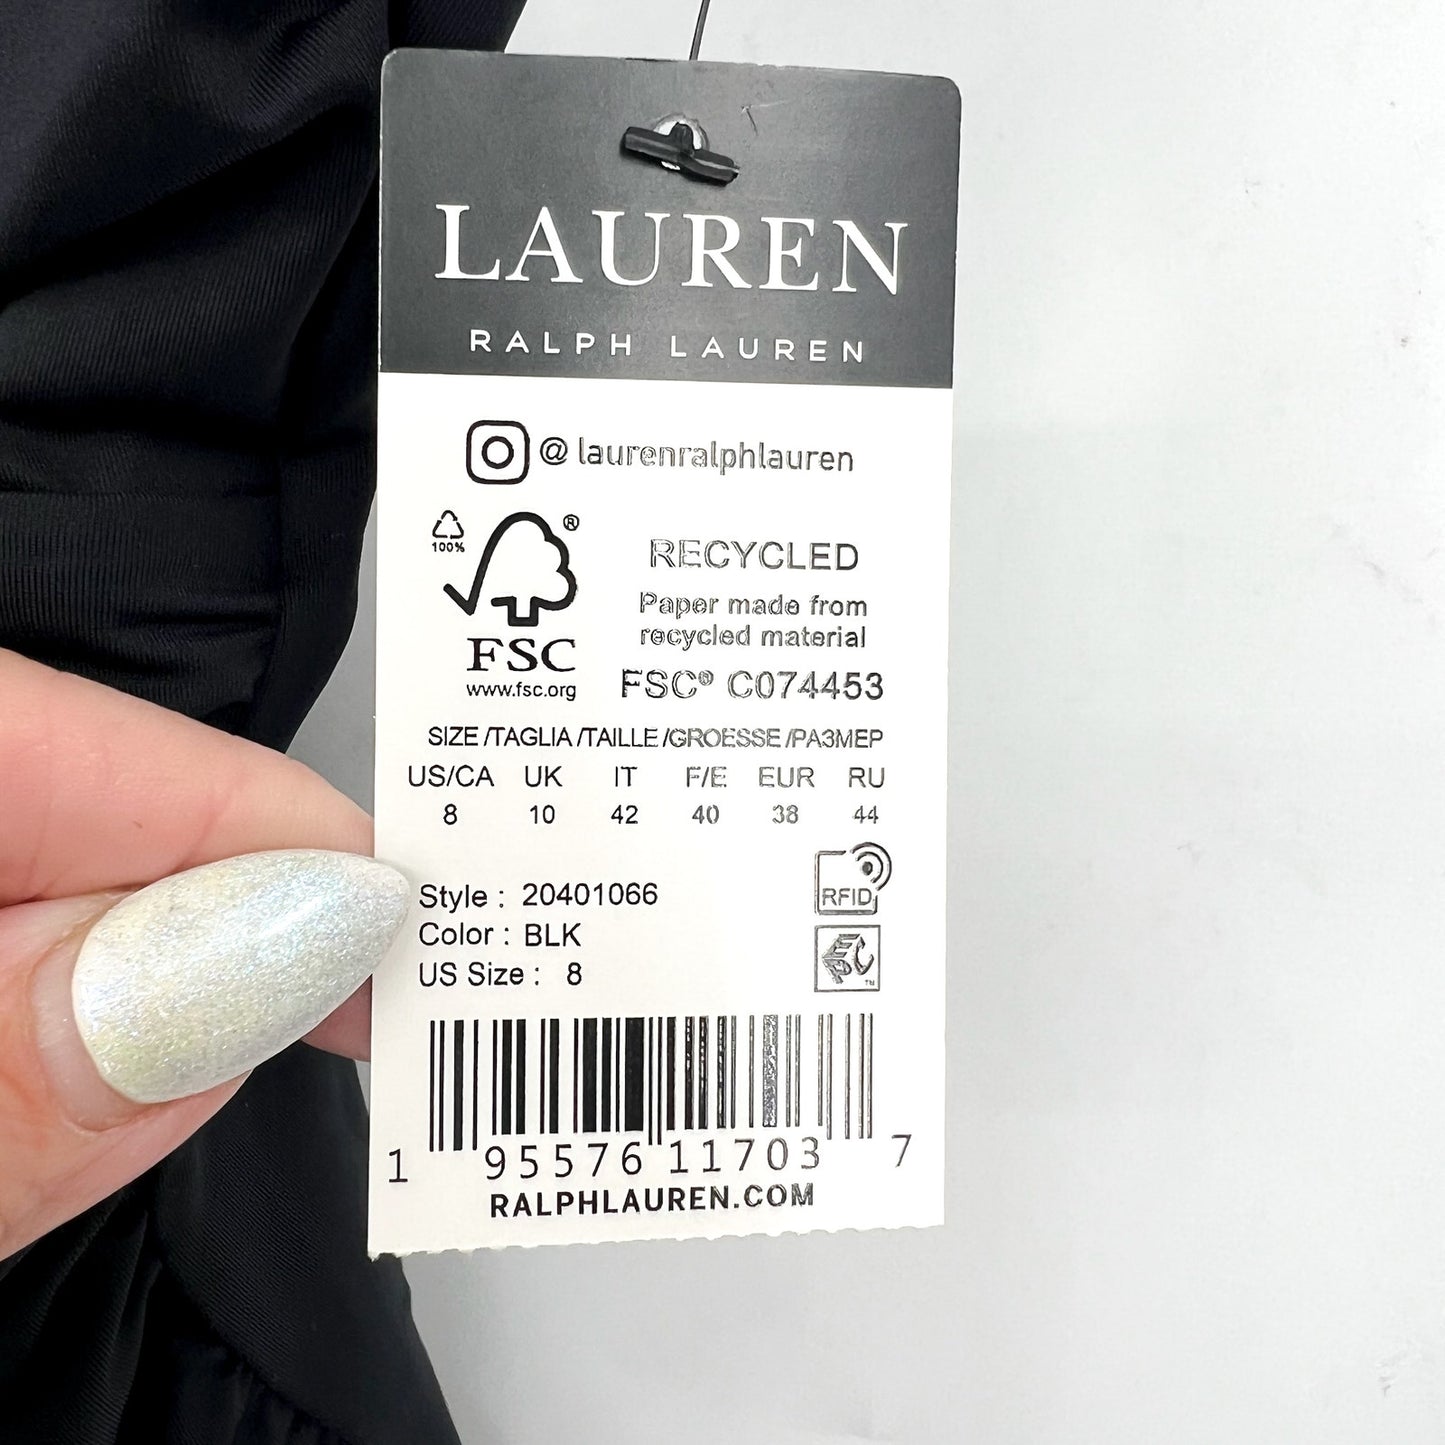 LAUREN
RALPH LAUREN
@laurenralphlauren
100%
®
FSC
www.fsc.org
RECYCLED
Paper made from
recycled material
FSC® C074453
SIZE /TAGLIA /TAILLE /GROESSE /PA3MEP
US/CA UK IT F/E EUR RU
8 10 42 40 38 44
Style : 20401066
Color : BLK
US Size : 8
RFID
EPC
TM
1 95576 11703 7
RALPHLAUREN.COM